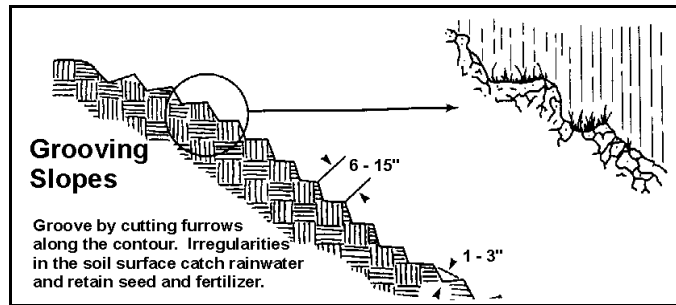 Grooving
Slopes
6 - 15"
Groove by cutting furrows
along the contour. Irregularities
in the soil surface catch rainwater
and retain seed and fertilizer.
1 - 3"